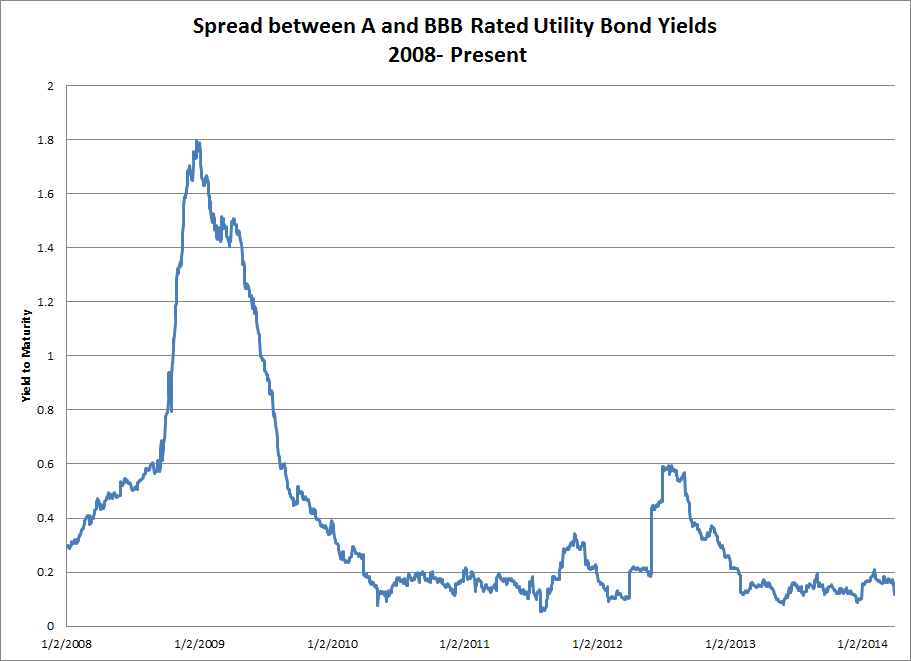 Spread between A and BBB Rated Utility Bond Yields
2008- Present
2
1.8
1.6
1.4
1.2
1
0.8
0.6
0.4
0.2
0
Yield to Maturity
1/2/2008 1/2/2009 1/2/2010 1/2/2011 1/2/2012 1/2/2013 1/2/2014